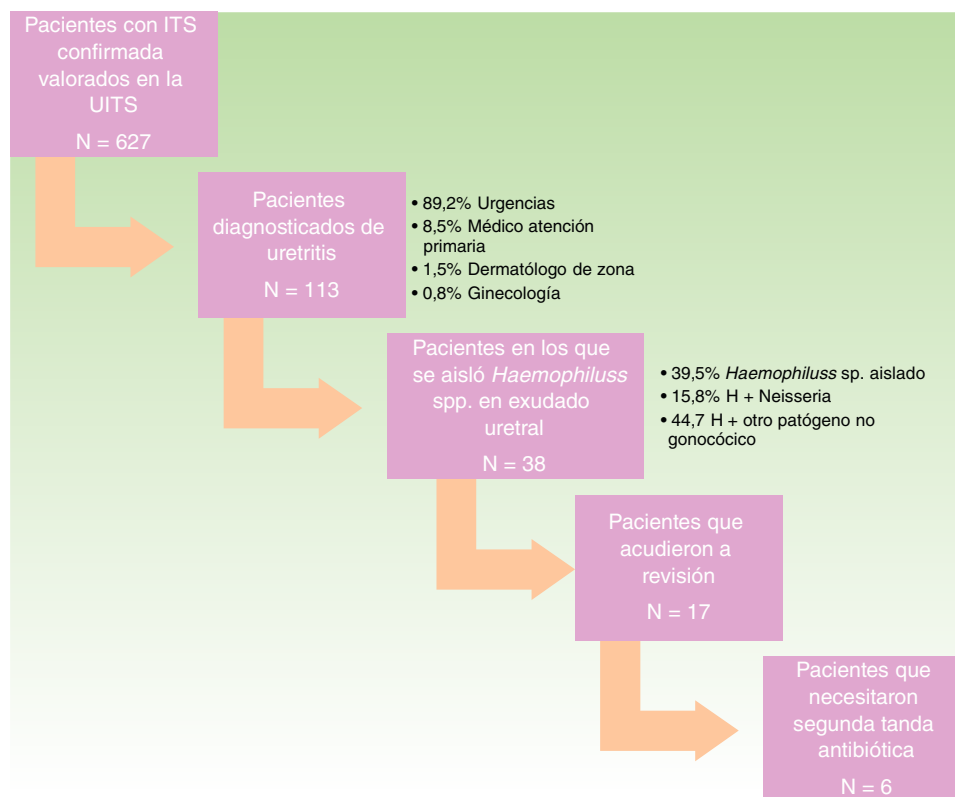 Pacientes con ITS
confirmada
valorados en la
UITS
N = 627
Pacientes
diagnosticados de
uretritis
N = 113
• 89,2% Urgencias
• 8,5% Médico atención
primaria
• 1,5% Dermatólogo de zona
• 0,8% Ginecología
Pacientes en los que
se aisló Haemophiluss
spp. en exudado
uretral
N = 38
• 39,5% Haemophilus sp. aislado
• 15,8% H + Neisseria
• 44,7 H + otro patógeno no
gonocócico
Pacientes que
acudieron a
revisión
N = 17
Pacientes que
necesitaron
segunda tanda
antibiótica
N = 6